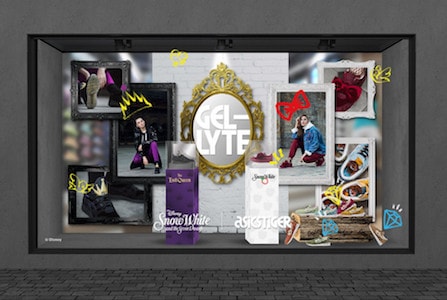 GEL-
LYTE
The
Evil Queen
Snow White
Disney
Snow White
and the Seven Dwarfs
ASICSTIGER
© Disney